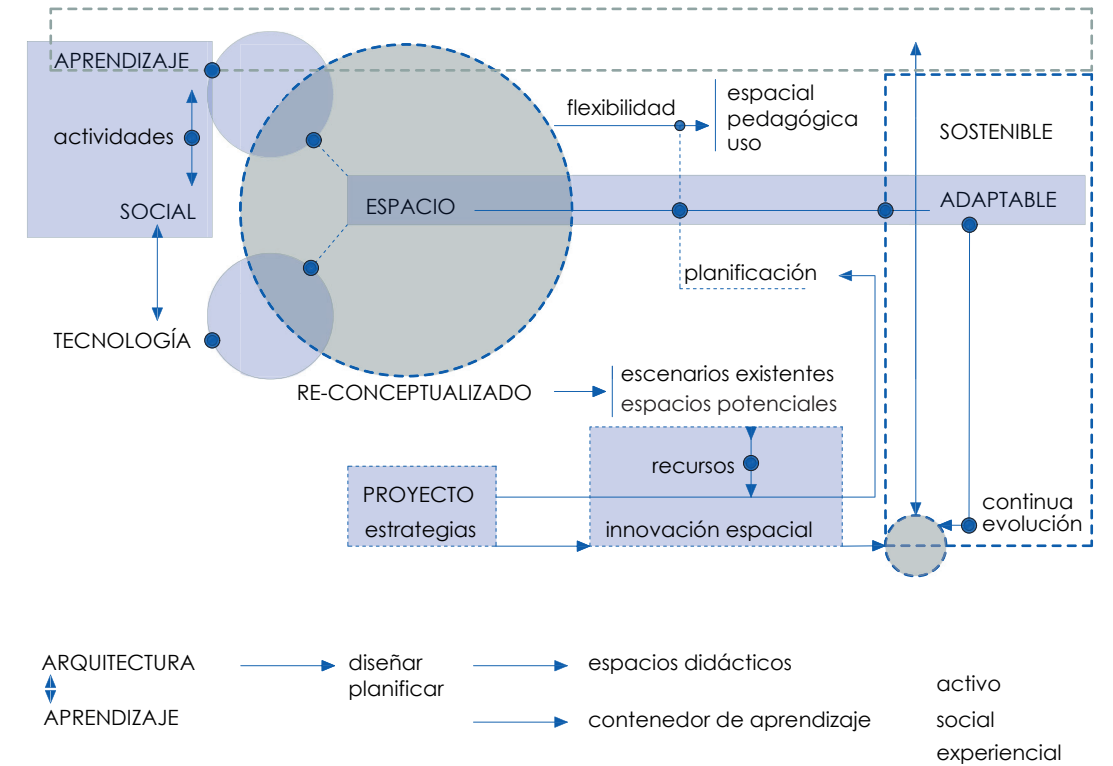 APRENDIZAJE
actividades
SOCIAL
TECNOLOGÍA
ESPACIO
RE-CONCEPTUALIZADO
flexibilidad
espacial
pedagógica
uso
SOSTENIBLE
ADAPTABLE
planificación
escenarios existentes
espacios potenciales
recursos
PROYECTO
estrategias
innovación espacial
continua
evolución
ARQUITECTURA
diseñar
planificar
espacios didácticos
APRENDIZAJE
contenedor de aprendizaje
activo
social
experiencial